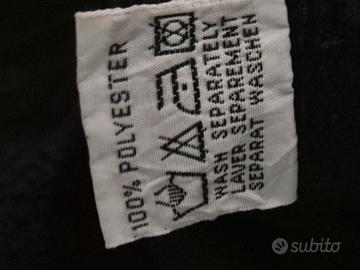 100% POLYESTER
WASH SEPARATELY
LAVER SEPAREMENT
SEPARAT WASCHEN
subito